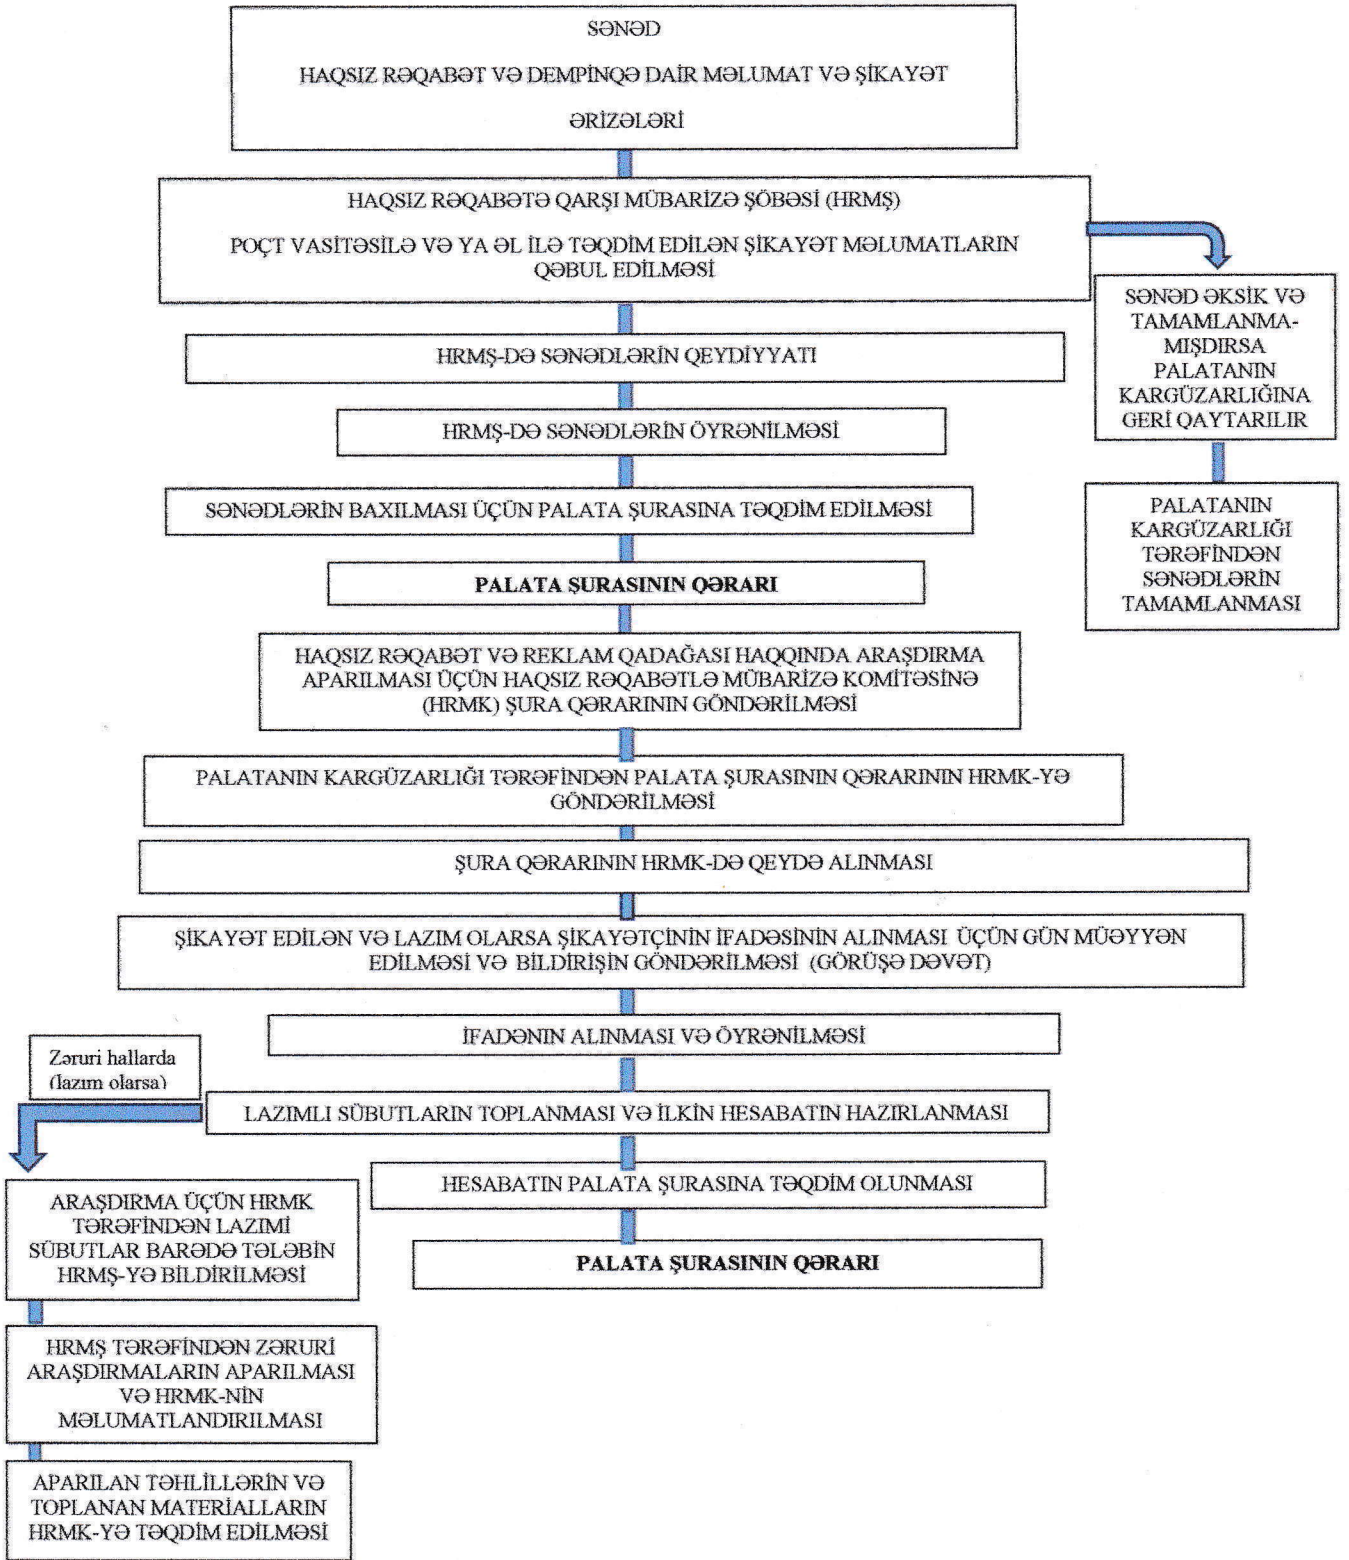 SƏNƏD
HAQSIZ RƏQABƏT VƏ DEMPİNQƏ DAİR MƏLUMAT VƏ ŞİKAYƏT
ƏRİZƏLƏRİ
HAQSIZ RƏQABƏTƏ QARŞI MÜBARİZƏ ŞÖBƏSİ (HRMŞ)
POÇT VASİTƏSİLƏ VƏ YA ƏL İLƏ TƏQDİM EDİLƏN ŞİKAYƏT MƏLUMATLARIN
QƏBUL EDİLMƏSİ
SƏNƏD ƏKSİK VƏ
TAMAMLANMA-
MIŞDIRSA
PALATANIN
KARGÜZARLIĞINA
GERİ QAYTARILIR
PALATANIN
KARGÜZARLIĞI
TƏRƏFİNDƏN
SƏNƏDLƏRİN
TAMAMLANMASI
HRMŞ-DƏ SƏNƏDLƏRİN QEYDİYYATI
HRMŞ-DƏ SƏNƏDLƏRİN ÖYRƏNİLMƏSİ
SƏNƏDLƏRİN BAXILMASI ÜÇÜN PALATA ŞURASINA TƏQDİM EDİLMƏSİ
PALATA ŞURASININ QƏRARI
HAQSIZ RƏQABƏT VƏ REKLAM QADAĞASI HAQQINDA ARAŞDIRMA
APARILMASI ÜÇÜN HAQSIZ RƏQABƏTLƏ MÜBARİZƏ KOMİTƏSİNƏ
(HRMK) ŞURA QƏRARININ GÖNDƏRİLMƏSİ
PALATANIN KARGÜZARLIĞI TƏRƏFİNDƏN PALATA ŞURASININ QƏRARININ HRMK-YƏ
GÖNDƏRİLMƏSİ
ŞURA QƏRARININ HRMK-DƏ QEYDƏ ALINMASI
ŞİKAYƏT EDİLƏN VƏ LAZIM OLARSA ŞİKAYƏTÇİNİN İFADƏSİNİN ALINMASI ÜÇÜN GÜN MÜƏYYƏN
EDİLMƏSİ VƏ BİLDİRİŞİN GÖNDƏRİLMƏSİ (GÖRÜŞƏ DƏVƏT)
İFADƏNIN ALINMASI VƏ ÖYRƏNİLMƏSİ
Zəruri hallarda
(lazım olarsa)
LAZIMLI SÜBUTLARIN TOPLANMASI VƏ İLKİN HESABATIN HAZIRLANMASI
HESABATIN PALATA ŞURASINA TƏQDİM OLUNMASI
PALATA ŞURASININ QƏRARI
ARAŞDIRMA ÜÇÜN HRMK
TƏRƏFİNDƏN LAZIMI
SÜBUTLAR BARƏDƏ TƏLƏBİN
HRMŞ-YƏ BİLDİRİLMƏSİ
HRMŞ TƏRƏFİNDƏN ZƏRURİ
ARAŞDIRMALARIN APARILMASI
VƏ HRMK-NİN
MƏLUMATLANDIRILMASI
APARILAN TƏHLİLLƏRİN VƏ
TOPLANAN MATERİALLARIN
HRMK-YƏ TƏQDİM EDİLMƏSİ